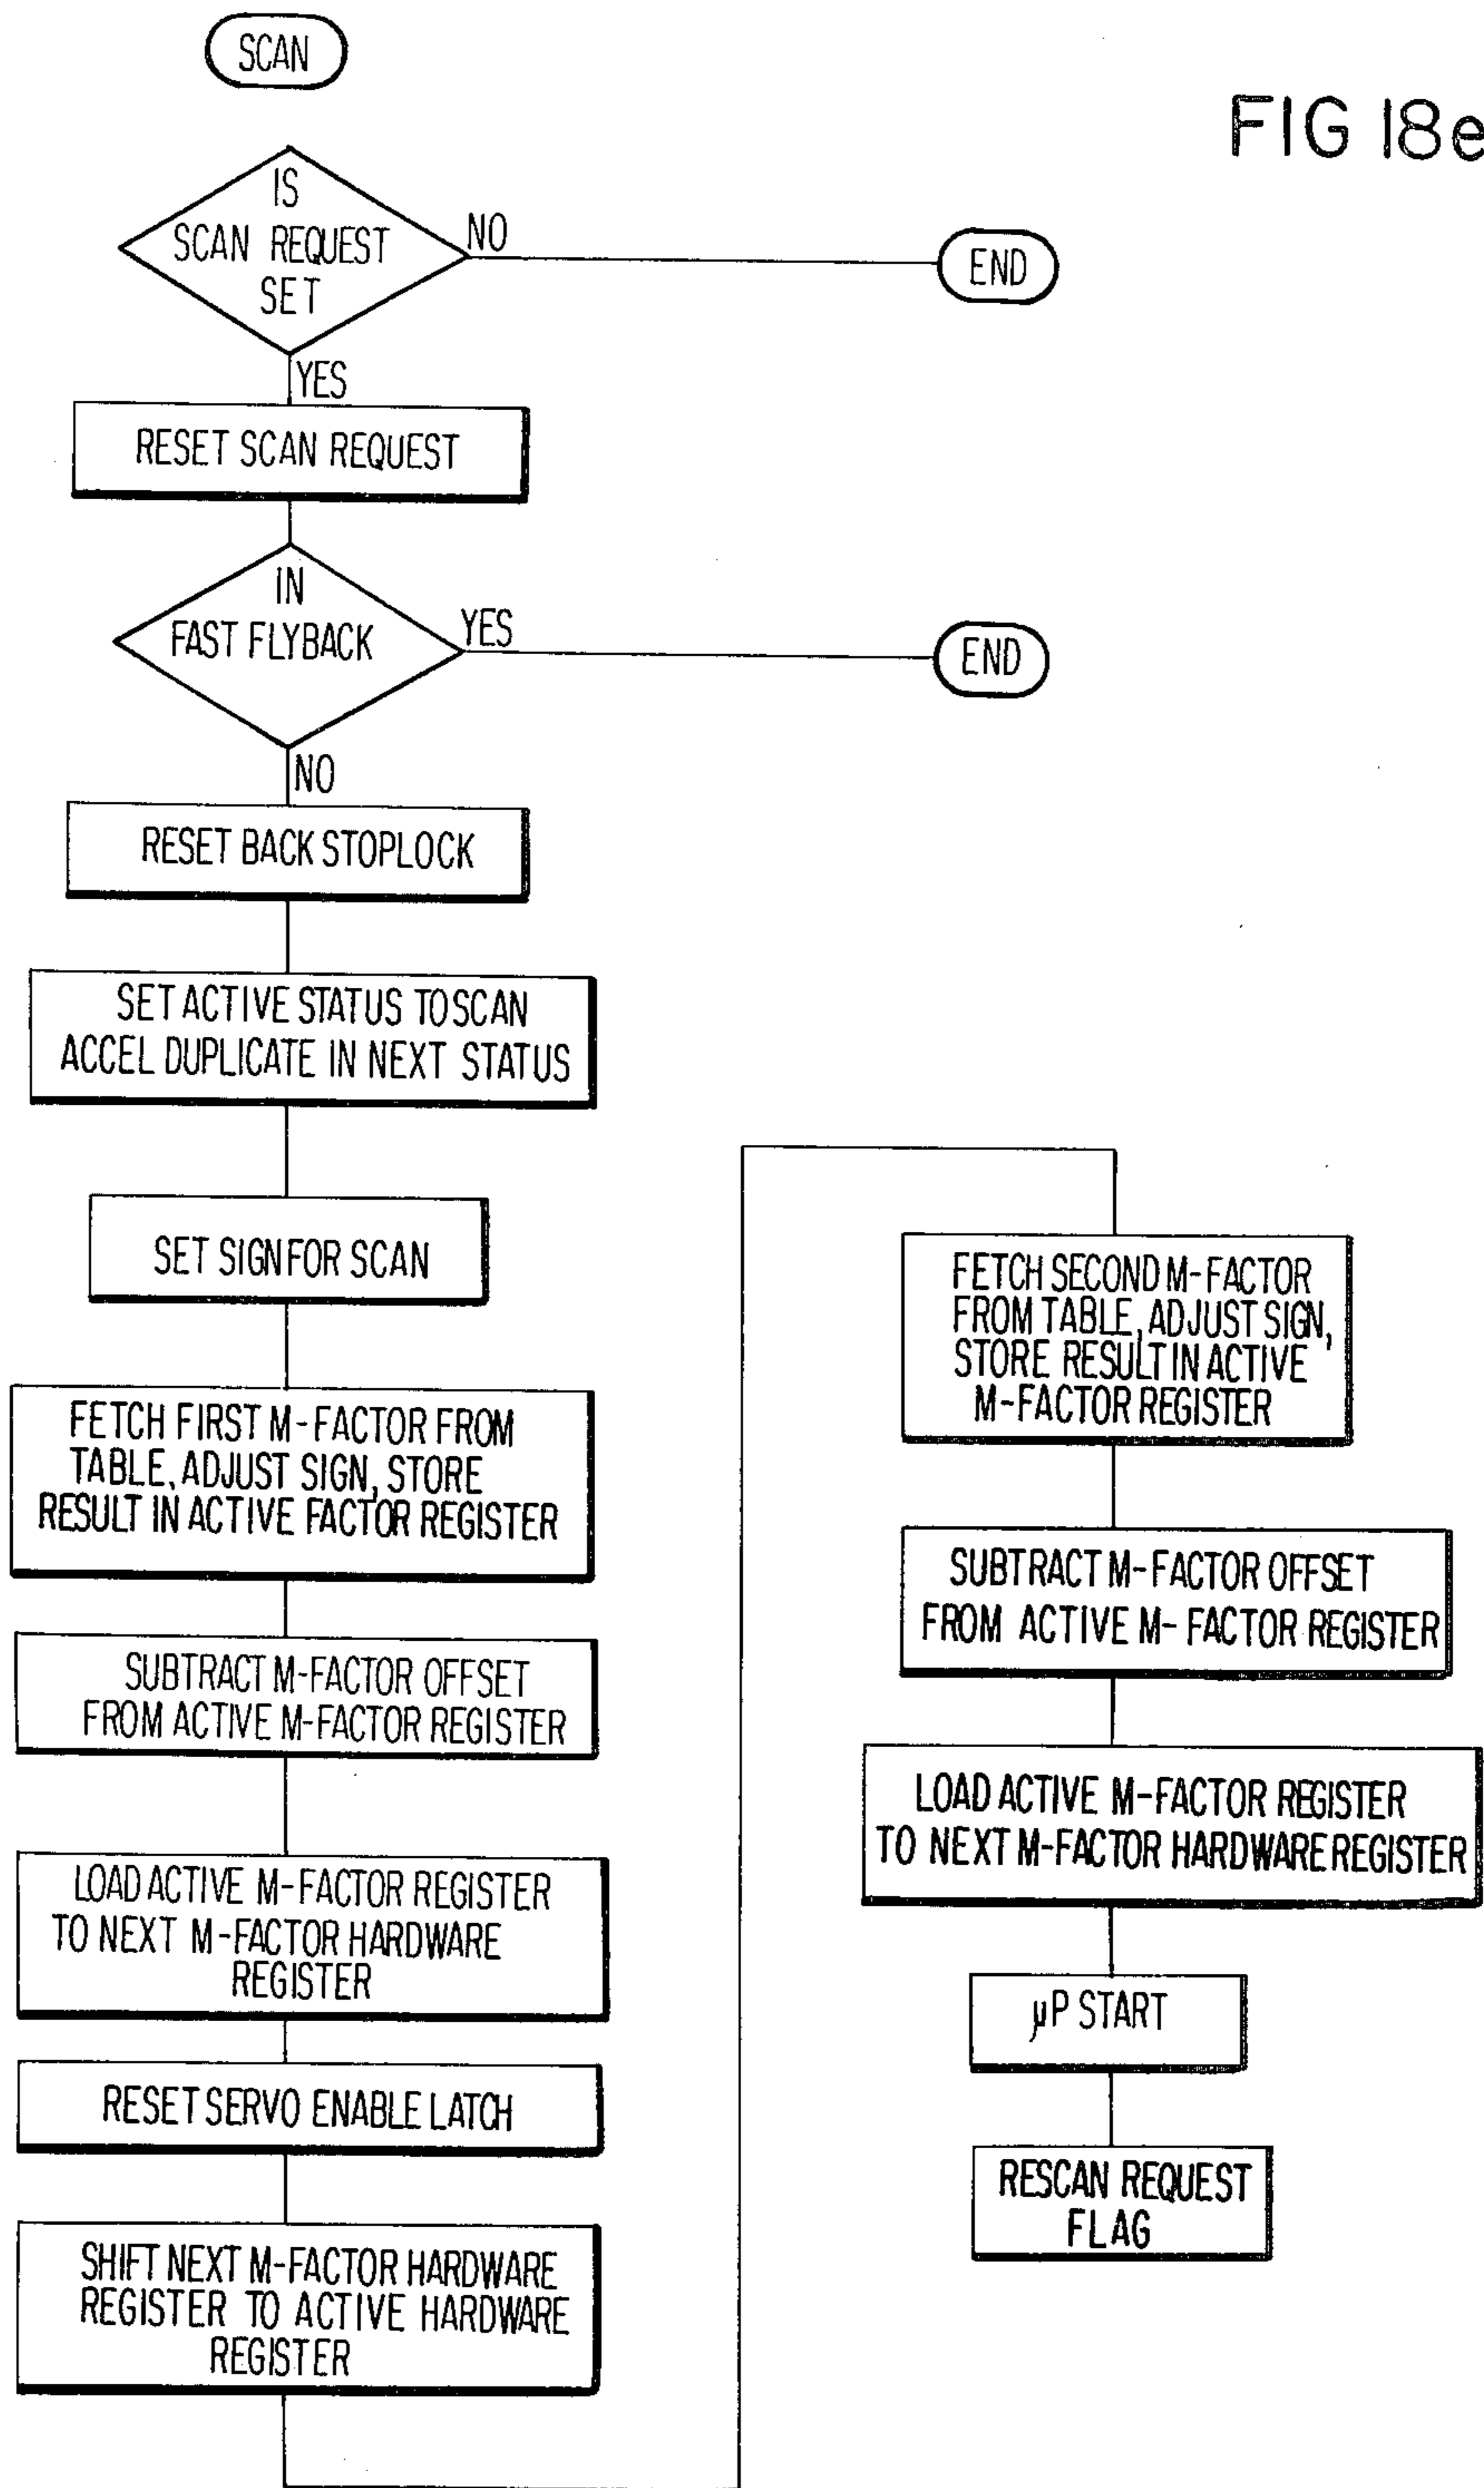 SCAN
FIG 18e
IS
SCAN REQUEST
SET
NO
END
YES
RESET SCAN REQUEST
IN
FAST FLYBACK
YES
END
NO
RESET BACK STOPLOCK
SET ACTIVE STATUS TO SCAN
ACCEL DUPLICATE IN NEXT STATUS
SET SIGN FOR SCAN
FETCH FIRST M-FACTOR FROM
TABLE, ADJUST SIGN, STORE
RESULT IN ACTIVE FACTOR REGISTER
SUBTRACT M-FACTOR OFFSET
FROM ACTIVE M-FACTOR REGISTER
LOAD ACTIVE M-FACTOR REGISTER
TO NEXT M-FACTOR HARDWARE
REGISTER
RESET SERVO ENABLE LATCH
SHIFT NEXT M-FACTOR HARDWARE
REGISTER TO ACTIVE HARDWARE
REGISTER
FETCH SECOND M-FACTOR
FROM TABLE, ADJUST SIGN,
STORE RESULT IN ACTIVE
M-FACTOR REGISTER
SUBTRACT M-FACTOR OFFSET
FROM ACTIVE M-FACTOR REGISTER
LOAD ACTIVE M-FACTOR REGISTER
TO NEXT M-FACTOR HARDWARE REGISTER
µP START
RESCAN REQUEST
FLAG